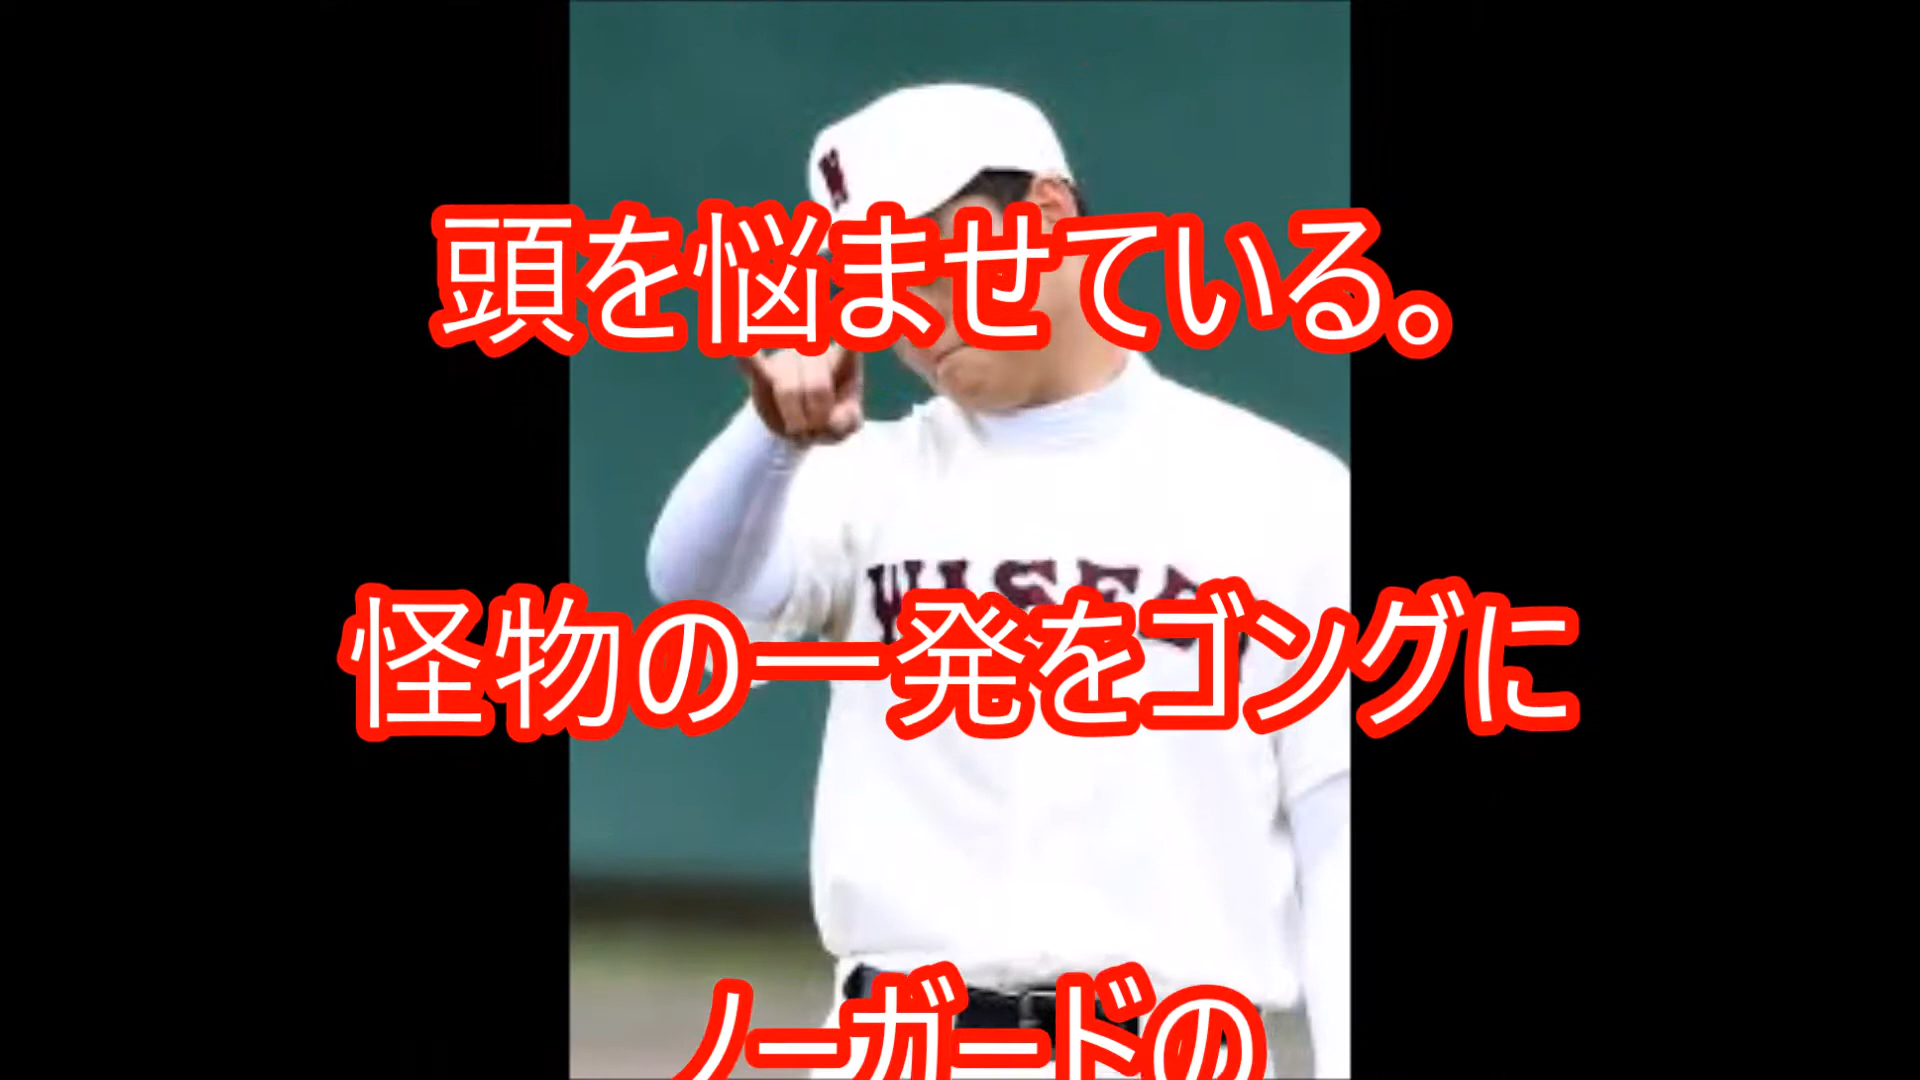 頭を悩ませている。
怪物の一発をゴングに
ノーガードの